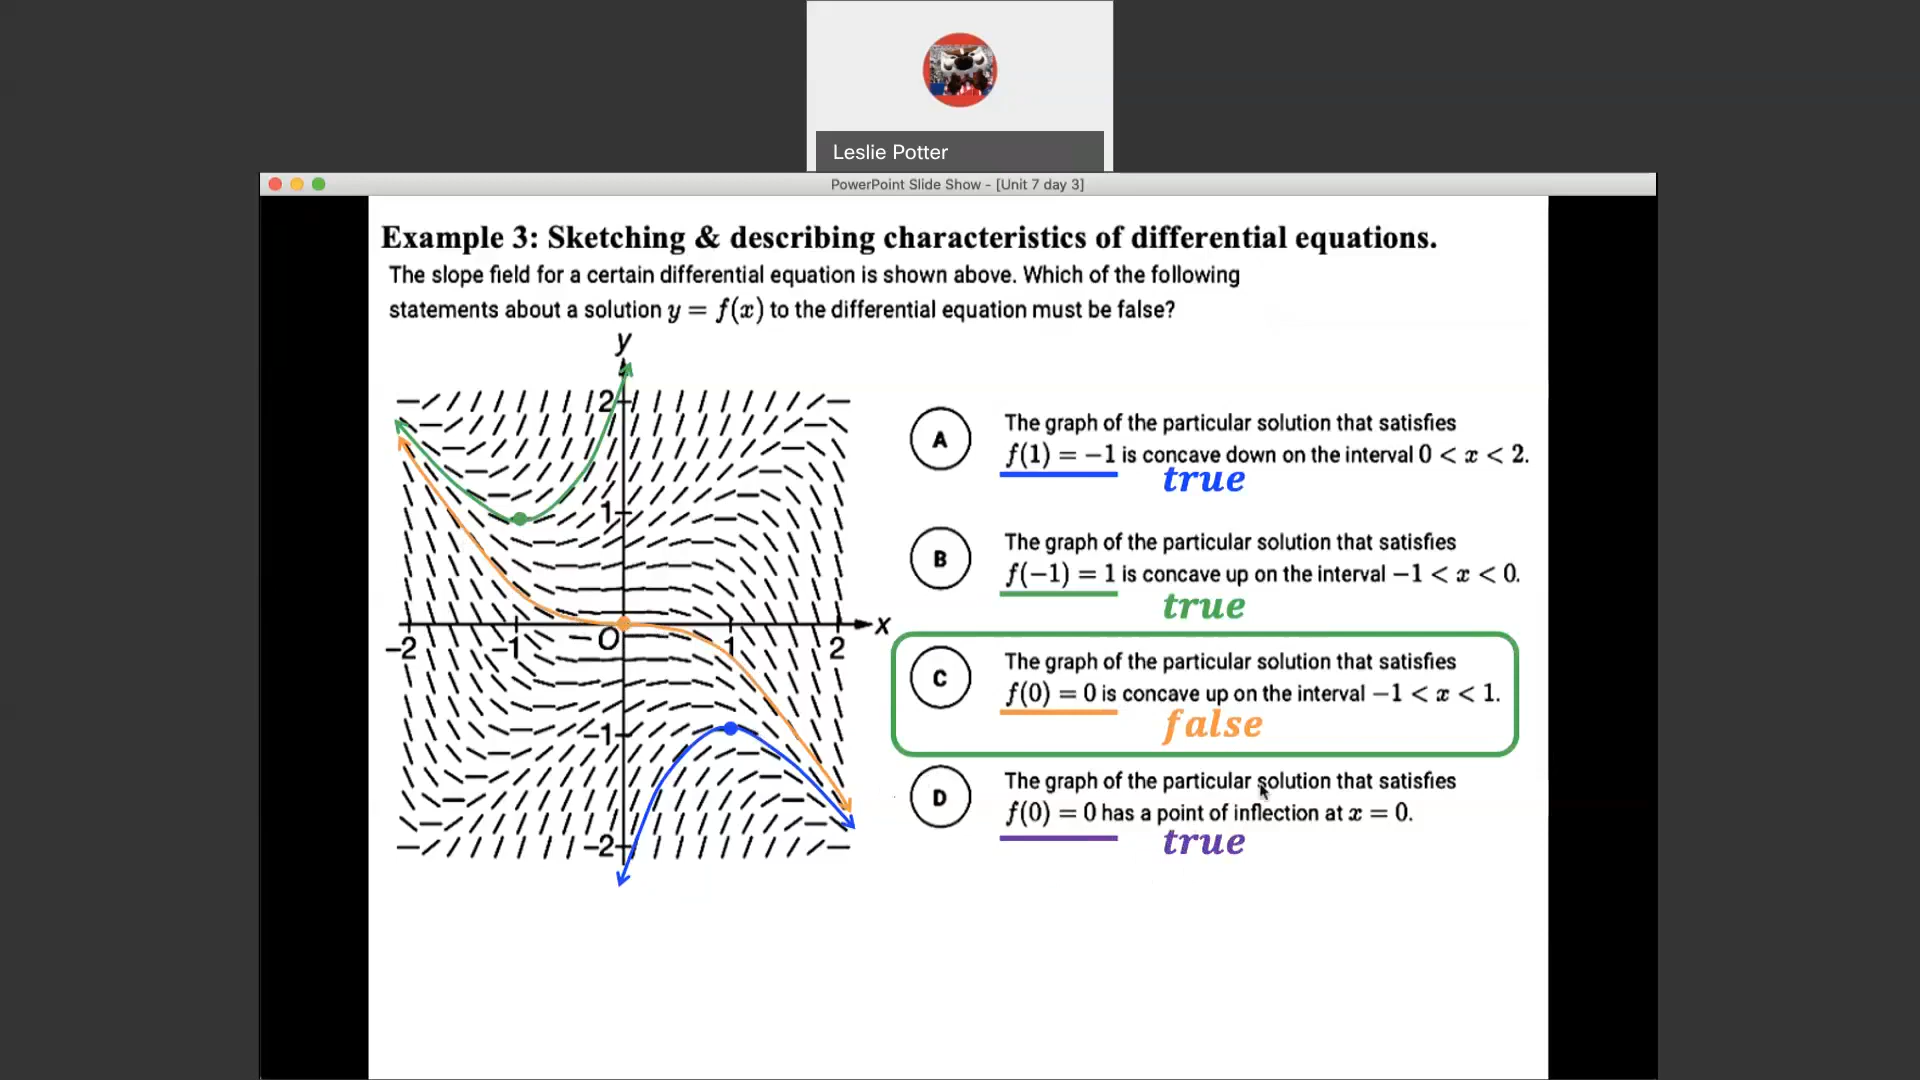 Leslie Potter
PowerPoint Slide Show - [Unit 7 day 3]
Example 3: Sketching & describing characteristics of differential equations.
The slope field for a certain differential equation is shown above. Which of the following
statements about a solution y = f(x) to the differential equation must be false?
y
2
1
-2
-1
-O
1
2
x
-1
-2
A
The graph of the particular solution that satisfies
f(1) = −1 is concave down on the interval 0 < x < 2.
true
B
The graph of the particular solution that satisfies
f(−1) = 1 is concave up on the interval −1 < x < 0.
true
C
The graph of the particular solution that satisfies
f(0) = 0 is concave up on the interval −1 < x < 1.
false
D
The graph of the particular solution that satisfies
f(0) = 0 has a point of inflection at x = 0.
true